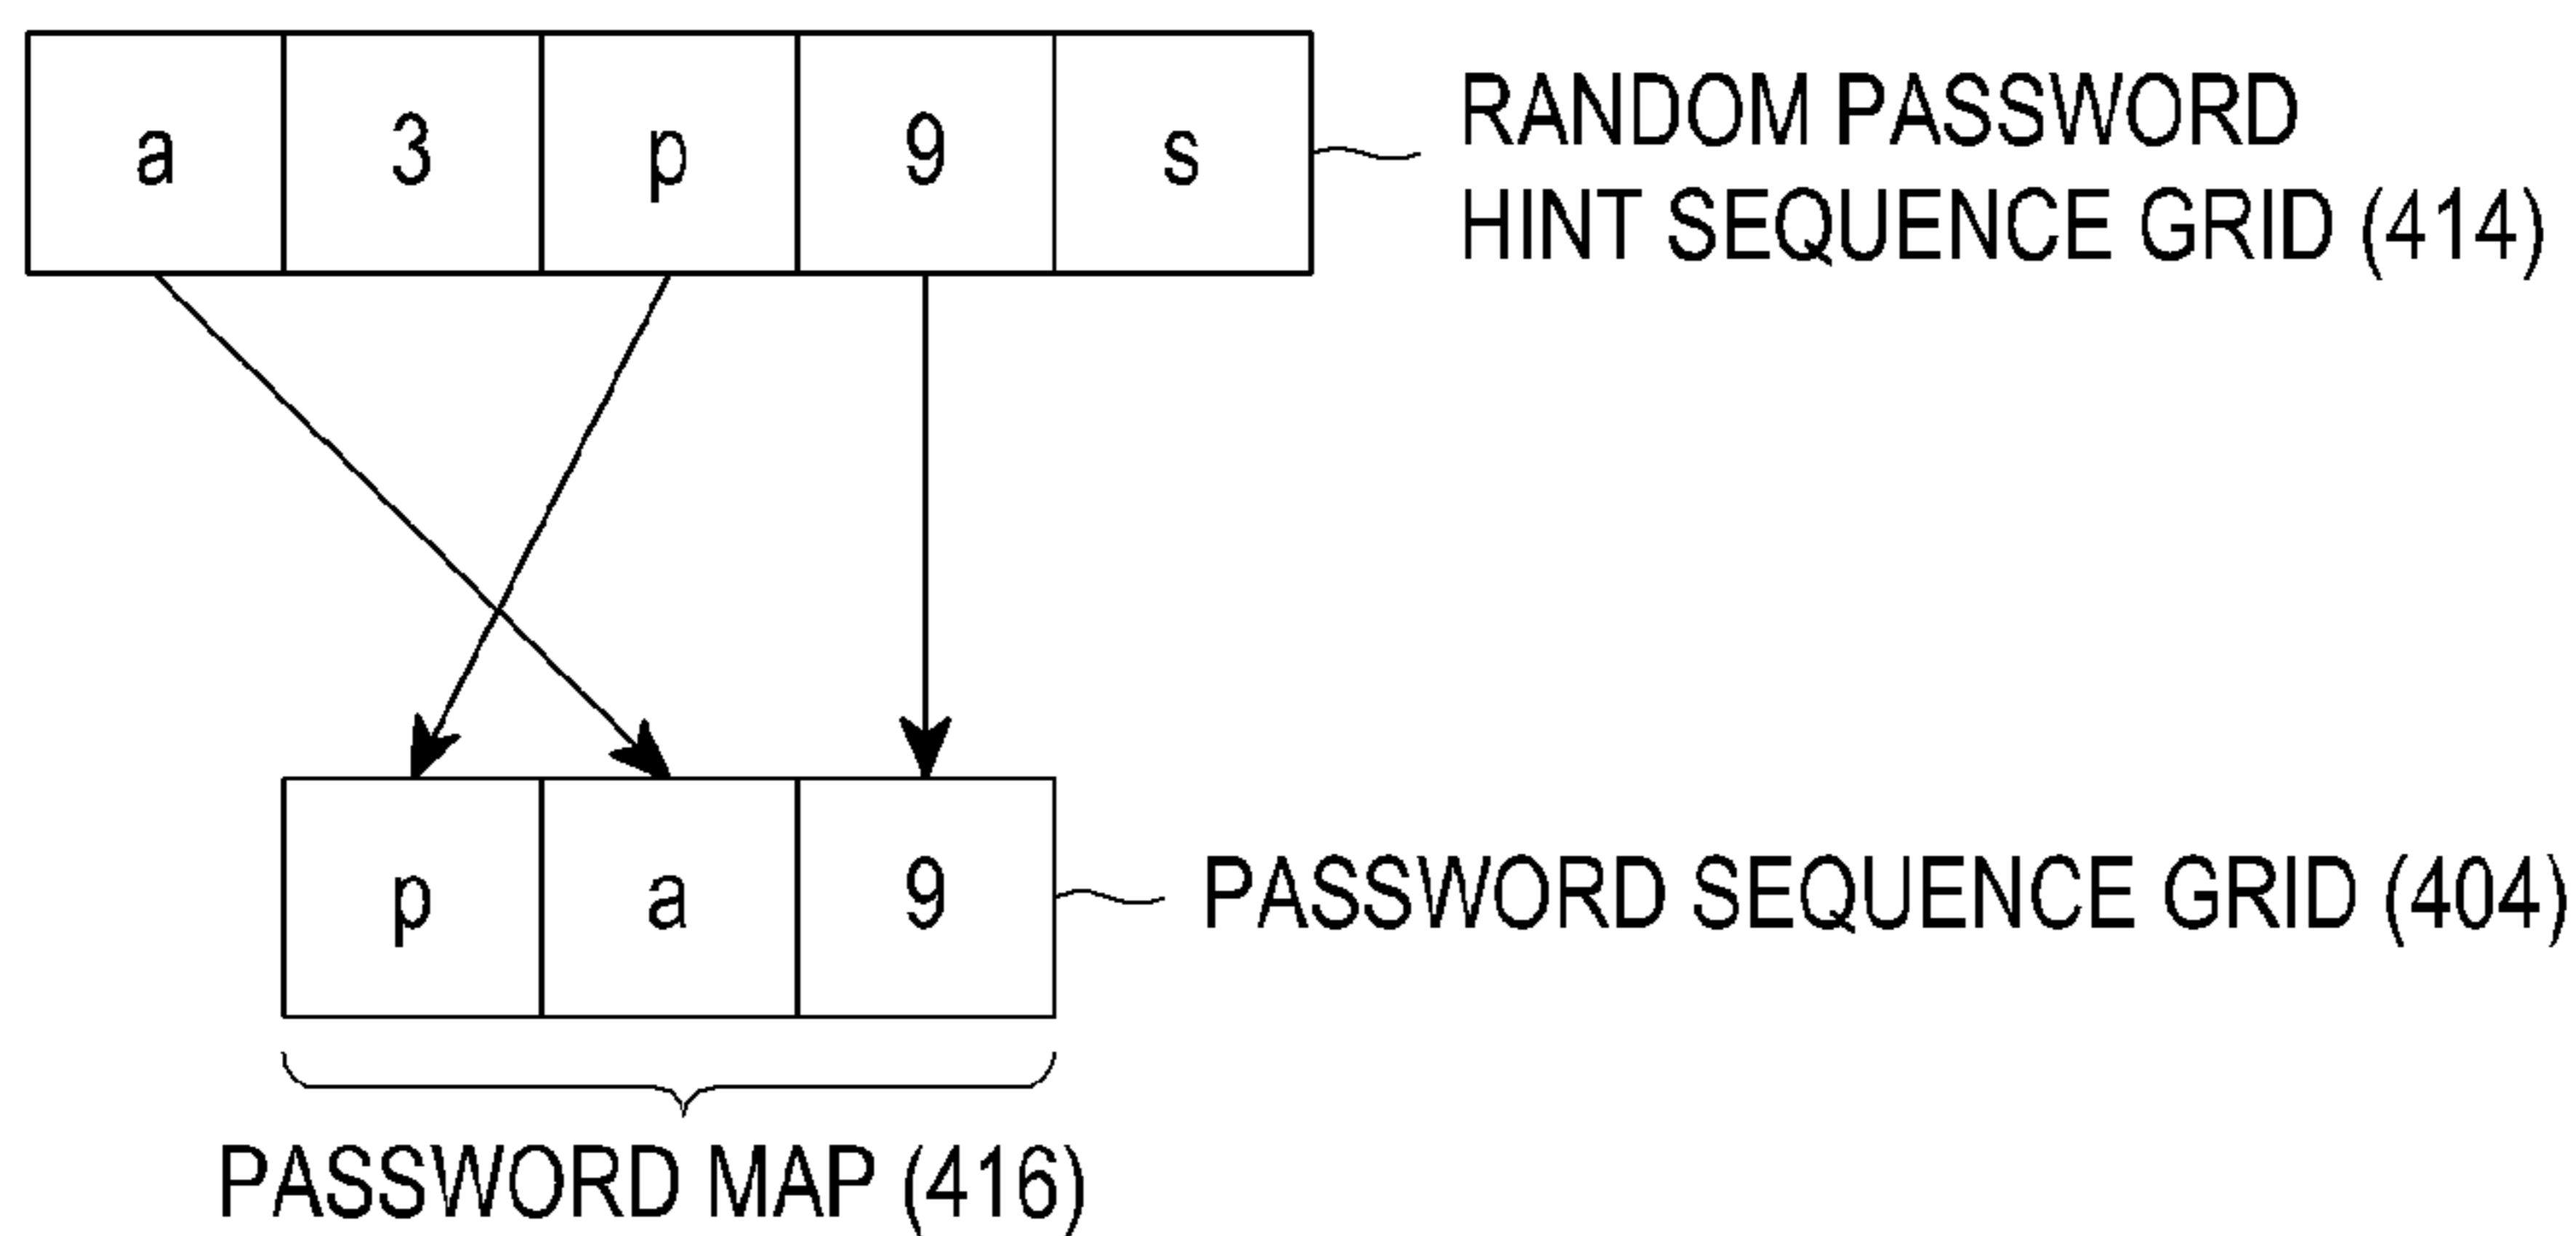 a 3 p 9 s
RANDOM PASSWORD
HINT SEQUENCE GRID (414)
p a 9
PASSWORD SEQUENCE GRID (404)
PASSWORD MAP (416)